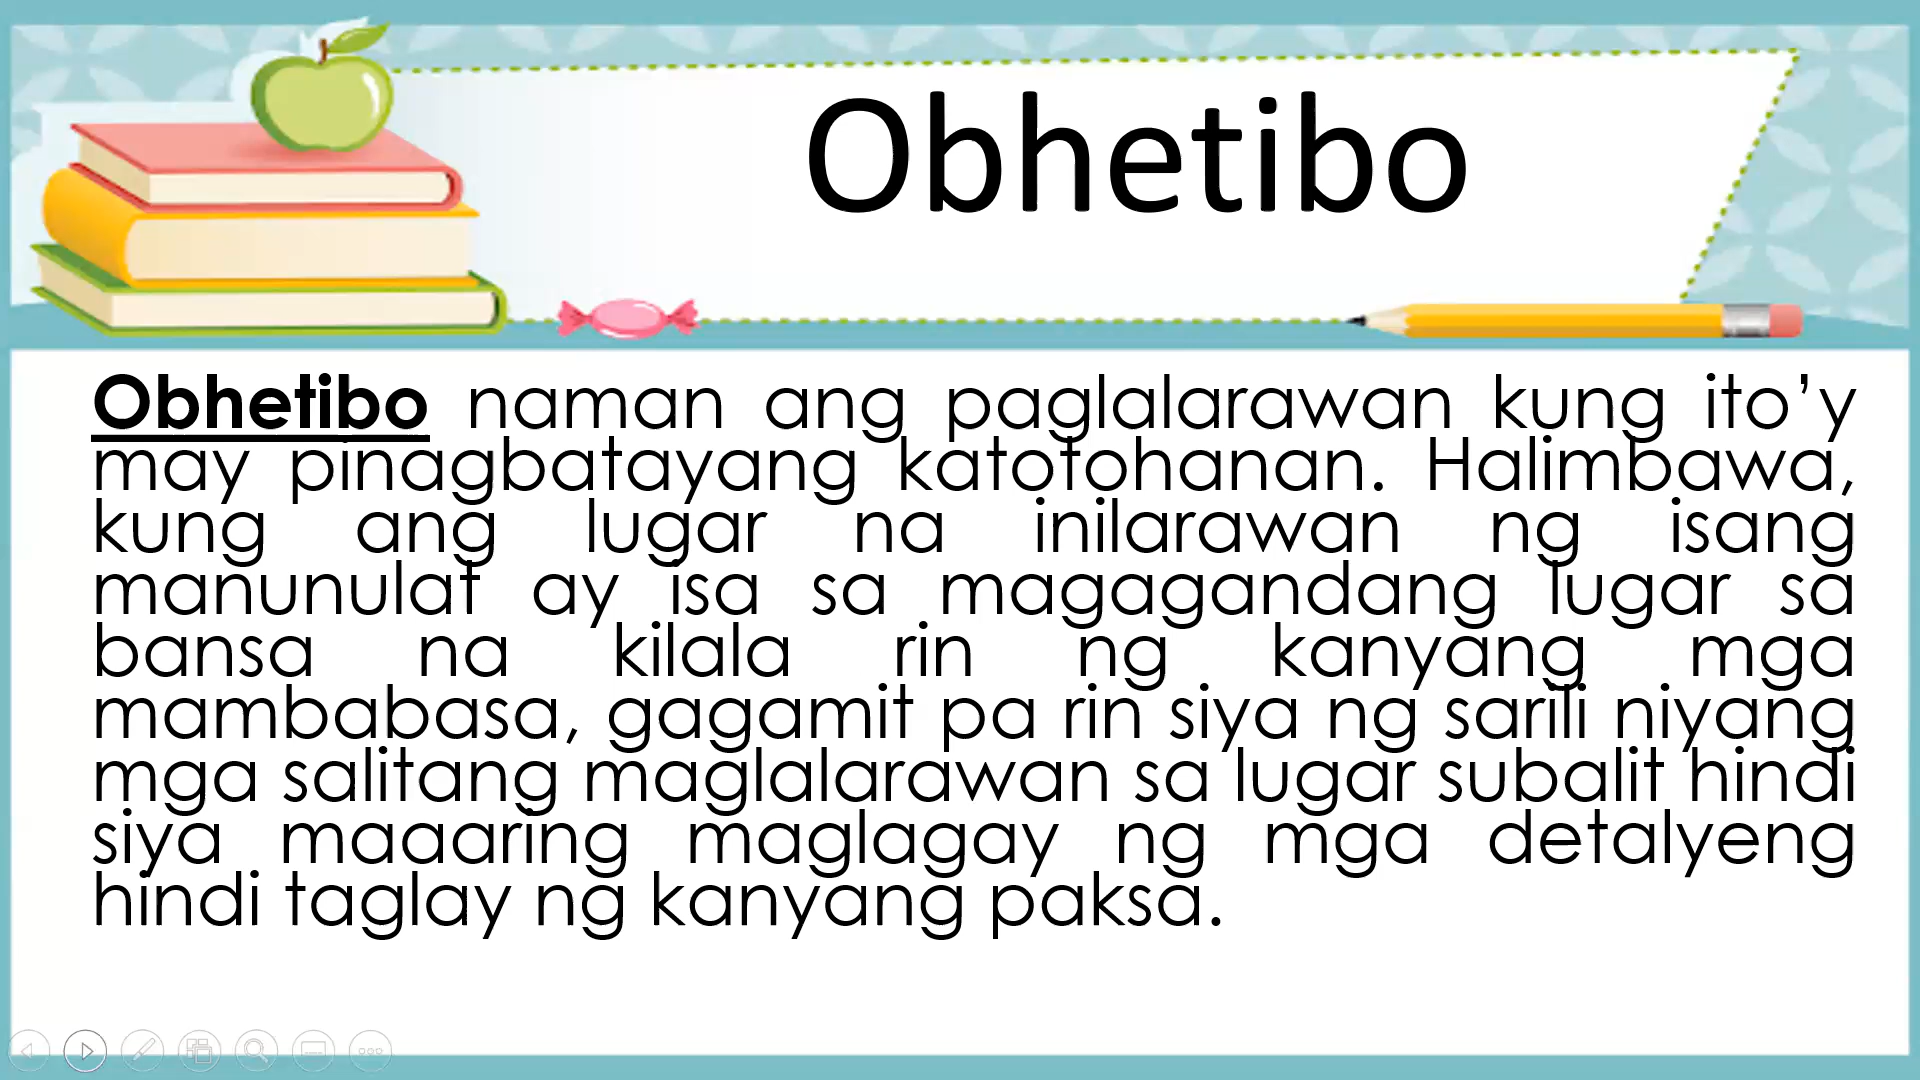 Obhetibo
Obhetibo naman ang paglalarawan kung ito’y
may pinagbatayang katotohanan. Halimbawa,
kung ang lugar na inilarawan ng isang
manunulat ay isa sa magagandang lugar sa
bansa na kilala rin ng kanyang mga
mambabasa, gagamit pa rin siya ng sarili niyang
mga salitang maglalarawan sa lugar subalit hindi
siya maaaring maglagay ng mga detalyeng
hindi taglay ng kanyang paksa.